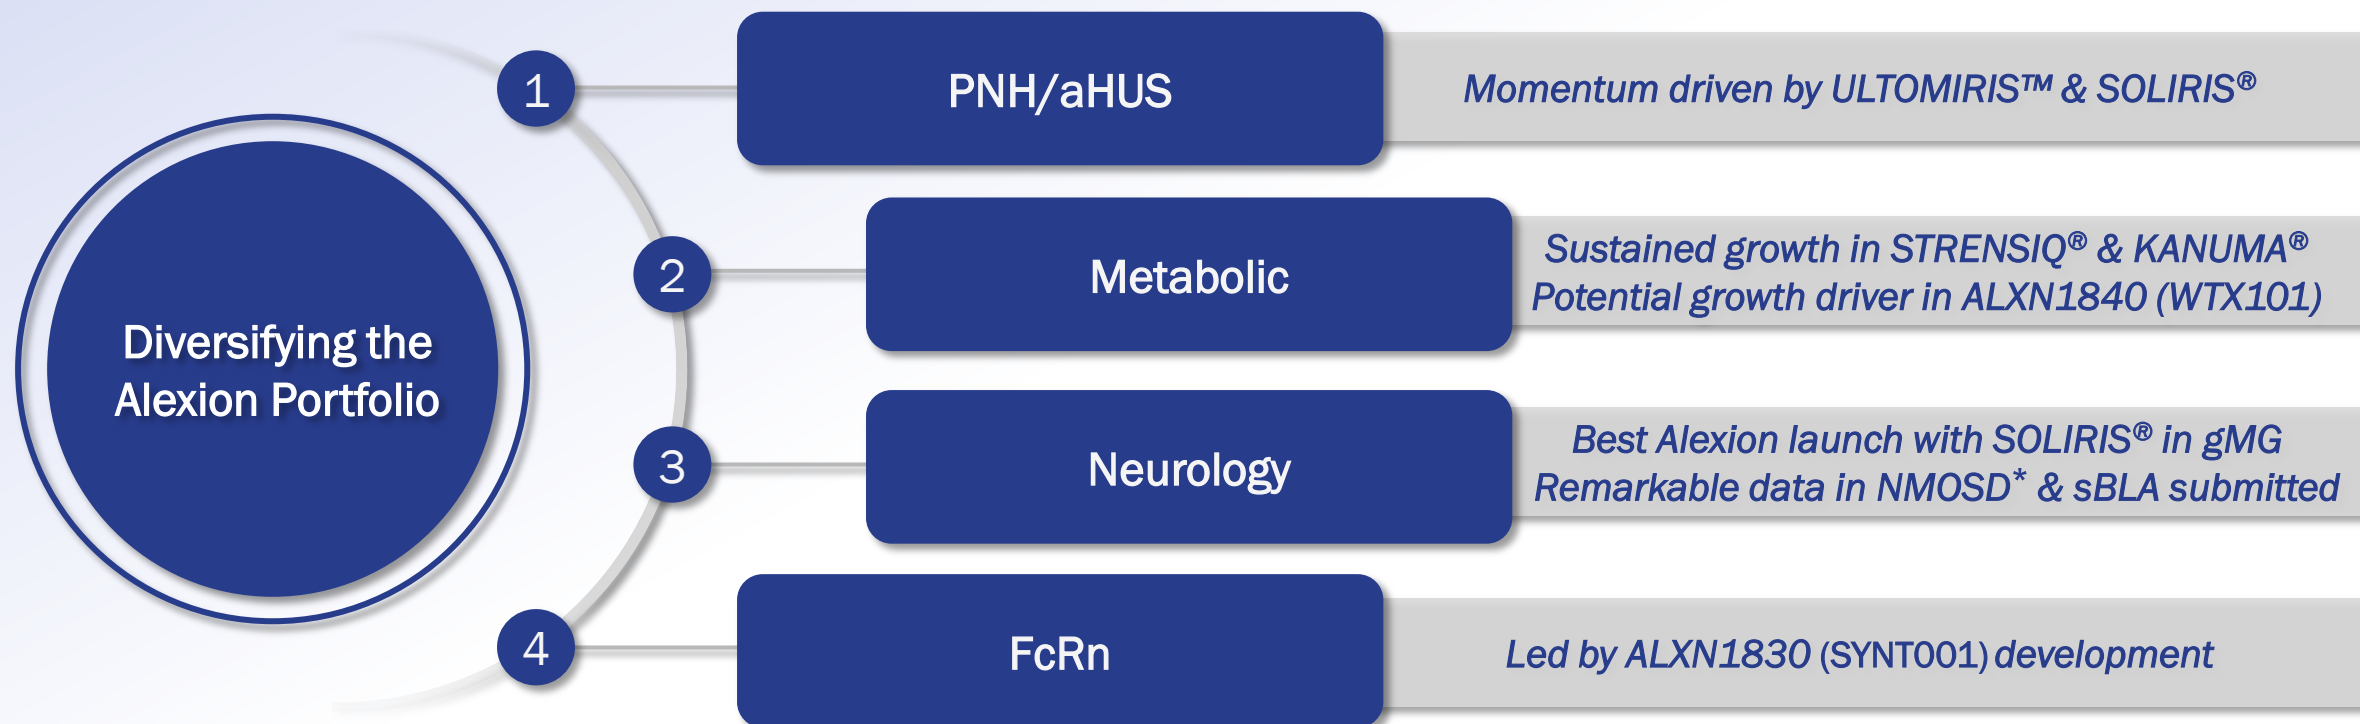 Diversifying the
Alexion Portfolio
1
PNH/aHUS
Momentum driven by ULTOMIRIS™ & SOLIRIS®
2
Metabolic
Sustained growth in STRENSIQ® & KANUMA®
Potential growth driver in ALXN1840 (WTX101)
3
Neurology
Best Alexion launch with SOLIRIS® in gMG
Remarkable data in NMOSD* & sBLA submitted
4
FcRn
Led by ALXN1830 (SYNT001) development